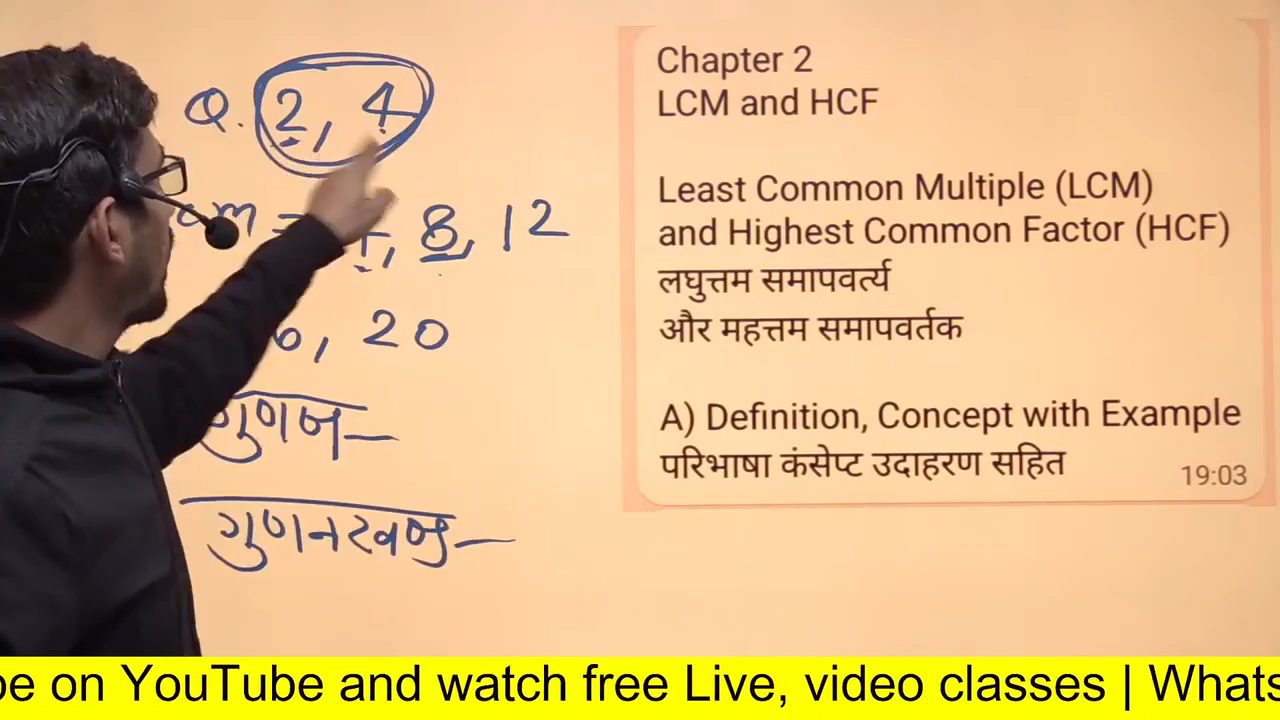 Q. 2, 4
8, 12
20
गुणज—
गुणनखण्ड—
Chapter 2
LCM and HCF
Least Common Multiple (LCM)
and Highest Common Factor (HCF)
लघुत्तम समापवर्त्य
और महत्तम समापवर्तक
A) Definition, Concept with Example
परिभाषा कंसेप्ट उदाहरण सहित
19:03
on YouTube and watch free Live, video classes |